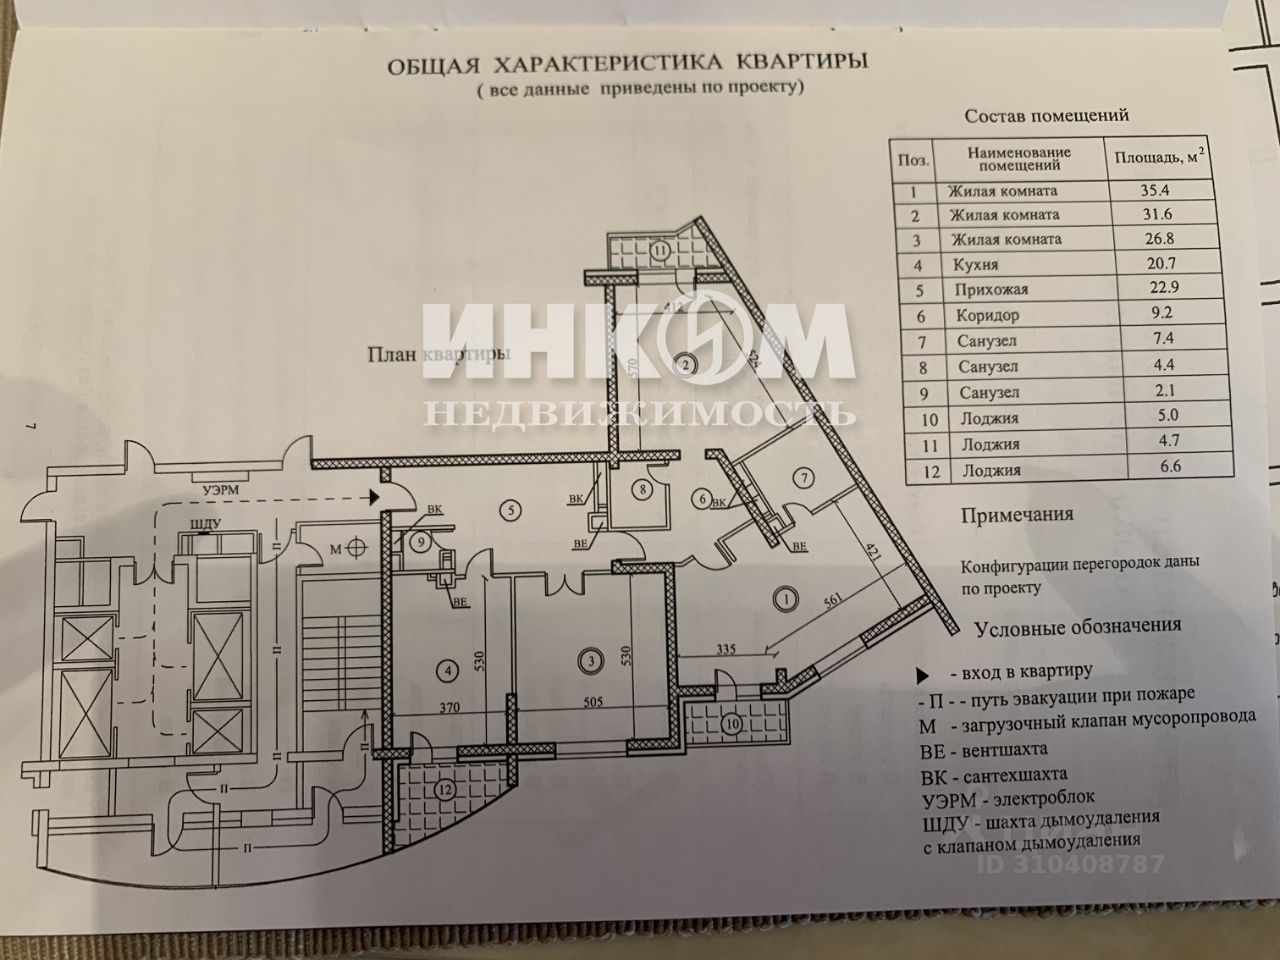 ОБЩАЯ ХАРАКТЕРИСТИКА КВАРТИРЫ
( все данные приведены по проекту)
Состав помещений
Поз. Наименование помещений Площадь, м2
1 Жилая комната 35.4
2 Жилая комната 31.6
3 Жилая комната 26.8
4 Кухня 20.7
5 Прихожая 22.9
6 Коридор 9.2
7 Санузел 7.4
8 Санузел 4.4
9 Санузел 2.1
10 Лоджия 5.0
11 Лоджия 4.7
12 Лоджия 6.6
План квартиры
ИНКОМ
НЕДВИЖИМОСТЬ
11
412
570
524
2
7
УЭРМ
ШДУ
П
М
ВК
5
ВК
8
6
ВК
7
9
ВЕ
ВЕ
ВЕ
421
561
1
335
530
4
3
530
370
505
10
12
П
П
П
П
Примечания
Конфигурации перегородок даны
по проекту
Условные обозначения
- вход в квартиру
- П - - путь эвакуации при пожаре
М - загрузочный клапан мусоропровода
ВЕ - вентшахта
ВК - сантехшахта
УЭРМ - электроблок
ШДУ - шахта дымоудаления
с клапаном дымоудаления
ID 310408787